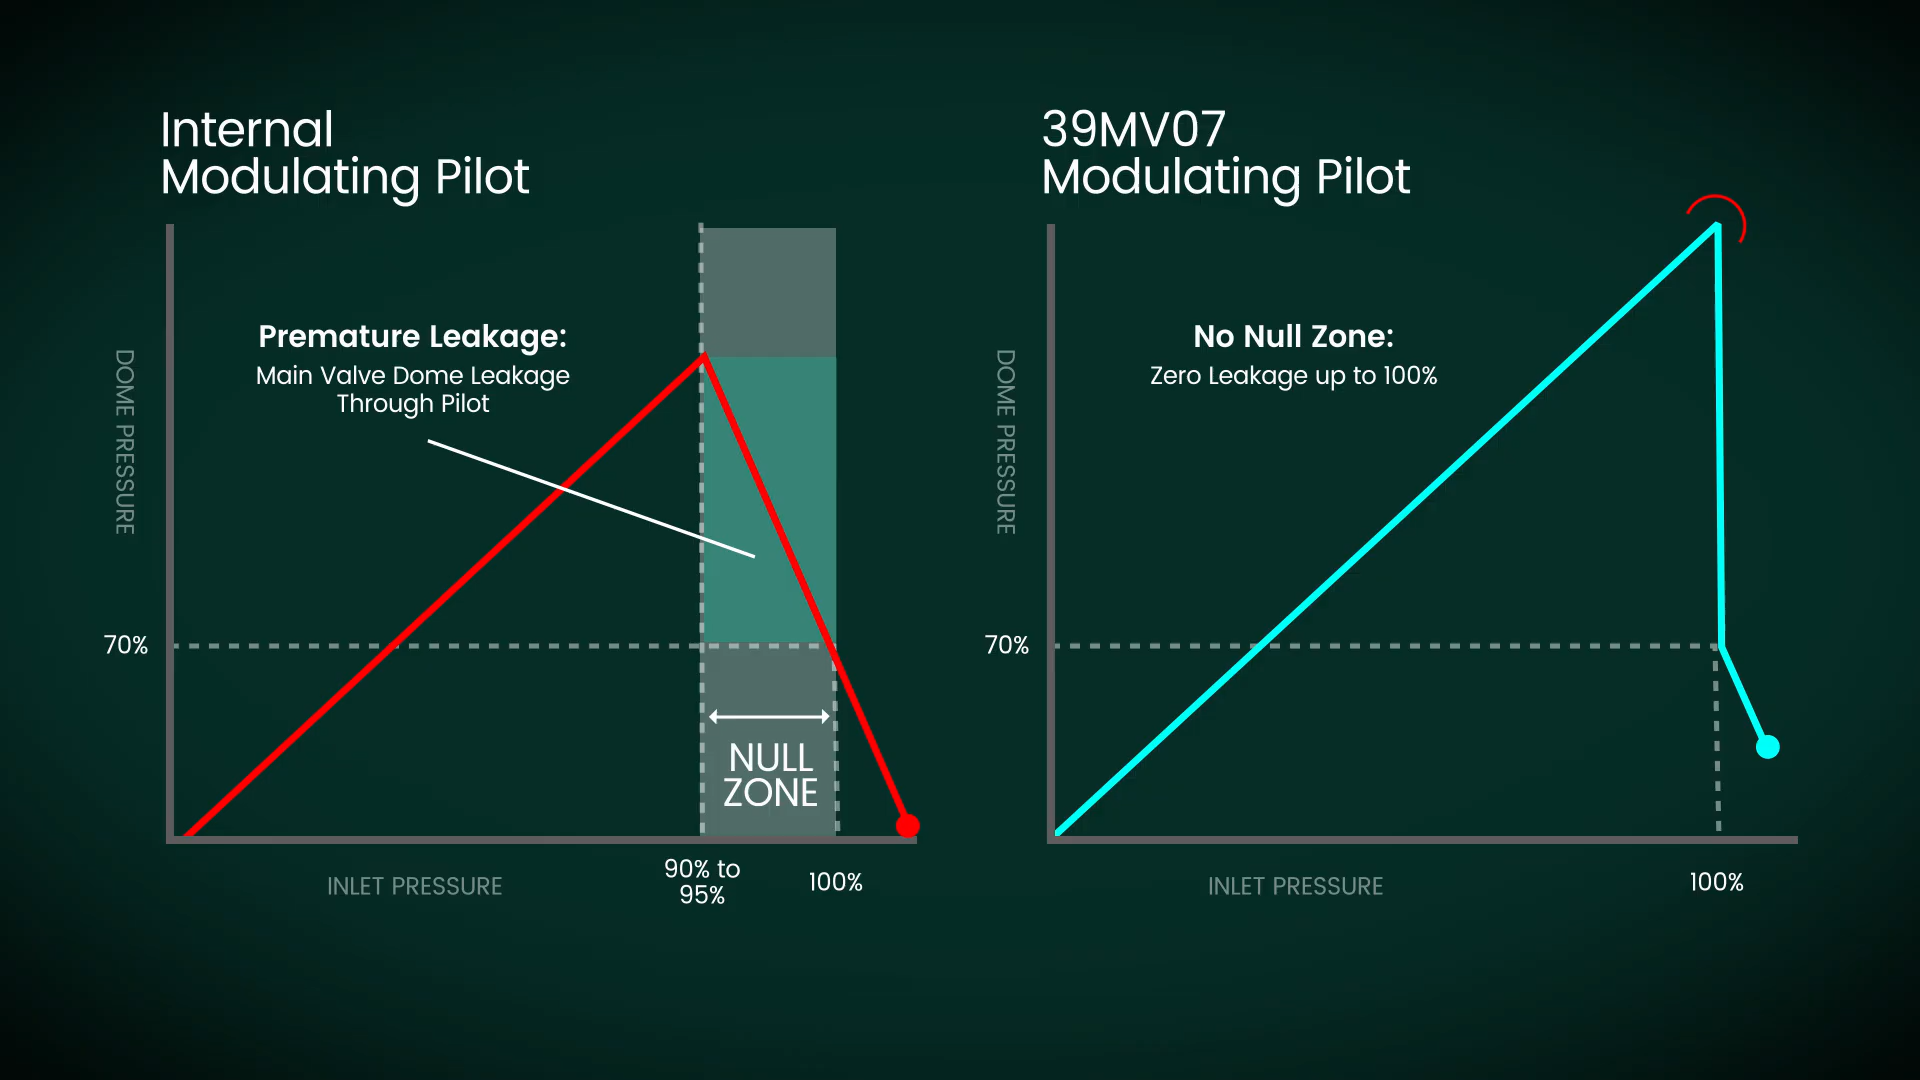 Internal
Modulating Pilot
DOME PRESSURE
Premature Leakage:
Main Valve Dome Leakage
Through Pilot
70%
NULL
ZONE
INLET PRESSURE
90% to
95%
100%
39MV07
Modulating Pilot
DOME PRESSURE
No Null Zone:
Zero Leakage up to 100%
70%
INLET PRESSURE
100%